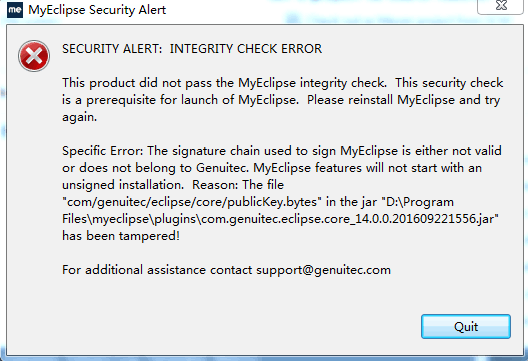 me MyEclipse Security Alert
SECURITY ALERT:  INTEGRITY CHECK ERROR
This product did not pass the MyEclipse integrity check.  This security check
is a prerequisite for launch of MyEclipse.  Please reinstall MyEclipse and try
again.
Specific Error: The signature chain used to sign MyEclipse is either not valid
or does not belong to Genuitec. MyEclipse features will not start with an
unsigned installation.  Reason: The file
"com/genuitec/eclipse/core/publicKey.bytes" in the jar "D:\Program
Files\myeclipse\plugins\com.genuitec.eclipse.core_14.0.0.201609221556.jar"
has been tampered!
For additional assistance contact support@genuitec.com
Quit